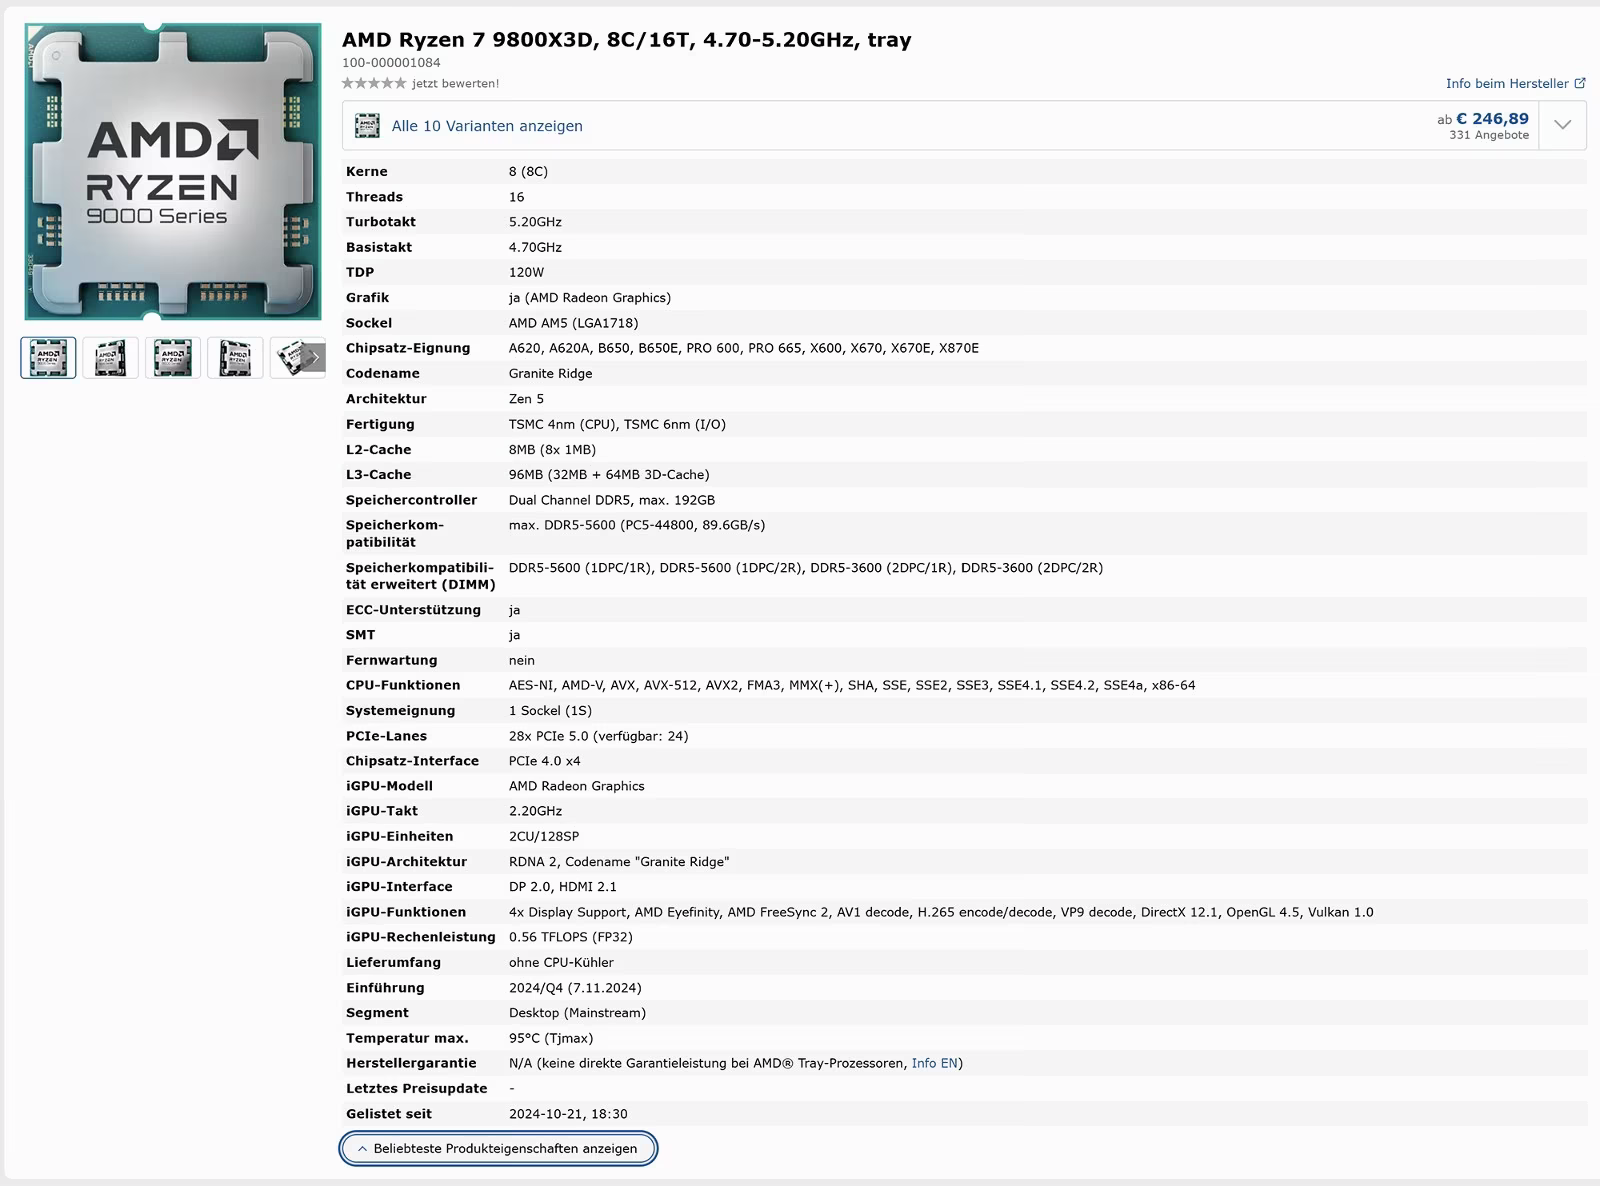 AMD
RYZEN
9000 Series
AMD Ryzen 7 9800X3D, 8C/16T, 4.70-5.20GHz, tray
100-000001084
jetzt bewerten!
Info beim Hersteller
Alle 10 Varianten anzeigen
ab € 246,89
331 Angebote
Kerne 8 (8C)
Threads 16
Turbotakt 5.20GHz
Basistakt 4.70GHz
TDP 120W
Grafik ja (AMD Radeon Graphics)
Sockel AMD AM5 (LGA1718)
Chipsatz-Eignung A620, A620A, B650, B650E, PRO 600, PRO 665, X600, X670, X670E, X870E
Codename Granite Ridge
Architektur Zen 5
Fertigung TSMC 4nm (CPU), TSMC 6nm (I/O)
L2-Cache 8MB (8x 1MB)
L3-Cache 96MB (32MB + 64MB 3D-Cache)
Speichercontroller Dual Channel DDR5, max. 192GB
Speicherkom- max. DDR5-5600 (PC5-44800, 89.6GB/s)
patibilität
Speicherkompatibili- DDR5-5600 (1DPC/1R), DDR5-5600 (1DPC/2R), DDR5-3600 (2DPC/1R), DDR5-3600 (2DPC/2R)
tät erweitert (DIMM)
ECC-Unterstützung ja
SMT ja
Fernwartung nein
CPU-Funktionen AES-NI, AMD-V, AVX, AVX-512, AVX2, FMA3, MMX(+), SHA, SSE, SSE2, SSE3, SSE4.1, SSE4.2, SSE4a, x86-64
Systemeignung 1 Sockel (1S)
PCIe-Lanes 28x PCIe 5.0 (verfügbar: 24)
Chipsatz-Interface PCIe 4.0 x4
iGPU-Modell AMD Radeon Graphics
iGPU-Takt 2.20GHz
iGPU-Einheiten 2CU/128SP
iGPU-Architektur RDNA 2, Codename "Granite Ridge"
iGPU-Interface DP 2.0, HDMI 2.1
iGPU-Funktionen 4x Display Support, AMD Eyefinity, AMD FreeSync 2, AV1 decode, H.265 encode/decode, VP9 decode, DirectX 12.1, OpenGL 4.5, Vulkan 1.0
iGPU-Rechenleistung 0.56 TFLOPS (FP32)
Lieferumfang ohne CPU-Kühler
Einführung 2024/Q4 (7.11.2024)
Segment Desktop (Mainstream)
Temperatur max. 95°C (Tjmax)
Herstellergarantie N/A (keine direkte Garantieleistung bei AMD® Tray-Prozessoren, Info EN)
Letztes Preisupdate -
Gelistet seit 2024-10-21, 18:30
Beliebteste Produkteigenschaften anzeigen